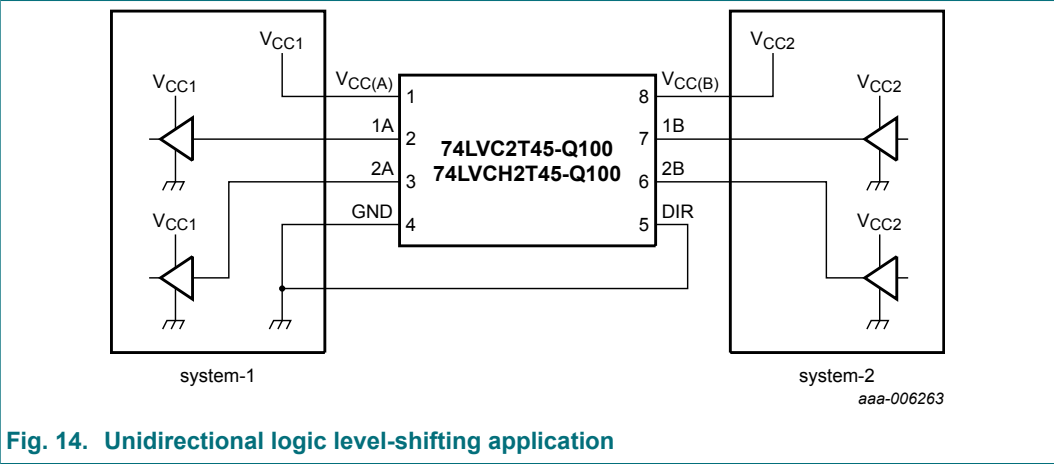 VCC1
VCC2
VCC1
VCC(A)
1
8
VCC(B)
VCC2
1A
2
7
1B
74LVC2T45-Q100
74LVCH2T45-Q100
2A
3
6
2B
VCC1
GND
4
5
DIR
VCC2
system-1
system-2
aaa-006263
Fig. 14. Unidirectional logic level-shifting application